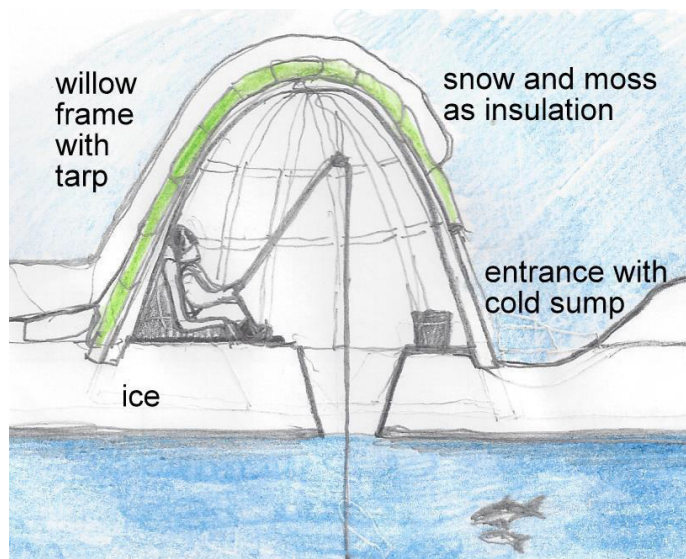 willow
frame
with
tarp
snow and moss
as insulation
entrance with
cold sump
ice